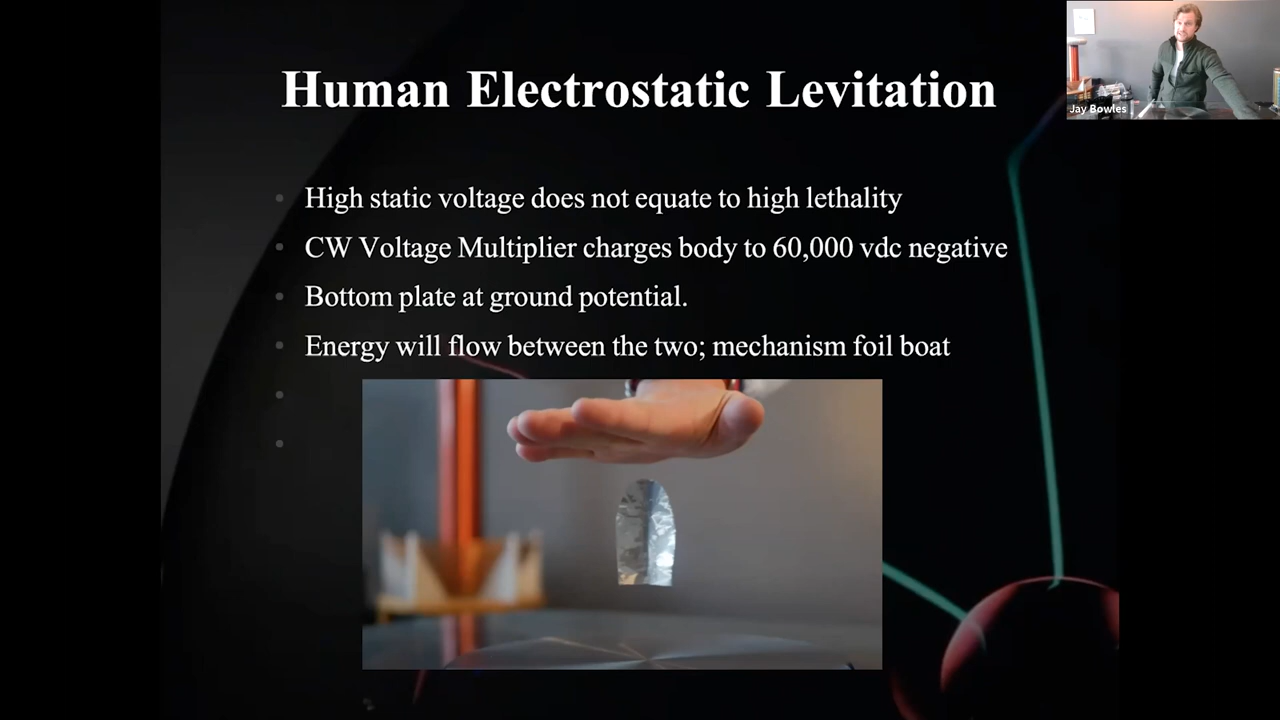 Human Electrostatic Levitation
Jay Bowles
High static voltage does not equate to high lethality
CW Voltage Multiplier charges body to 60,000 vdc negative
Bottom plate at ground potential.
Energy will flow between the two; mechanism foil boat